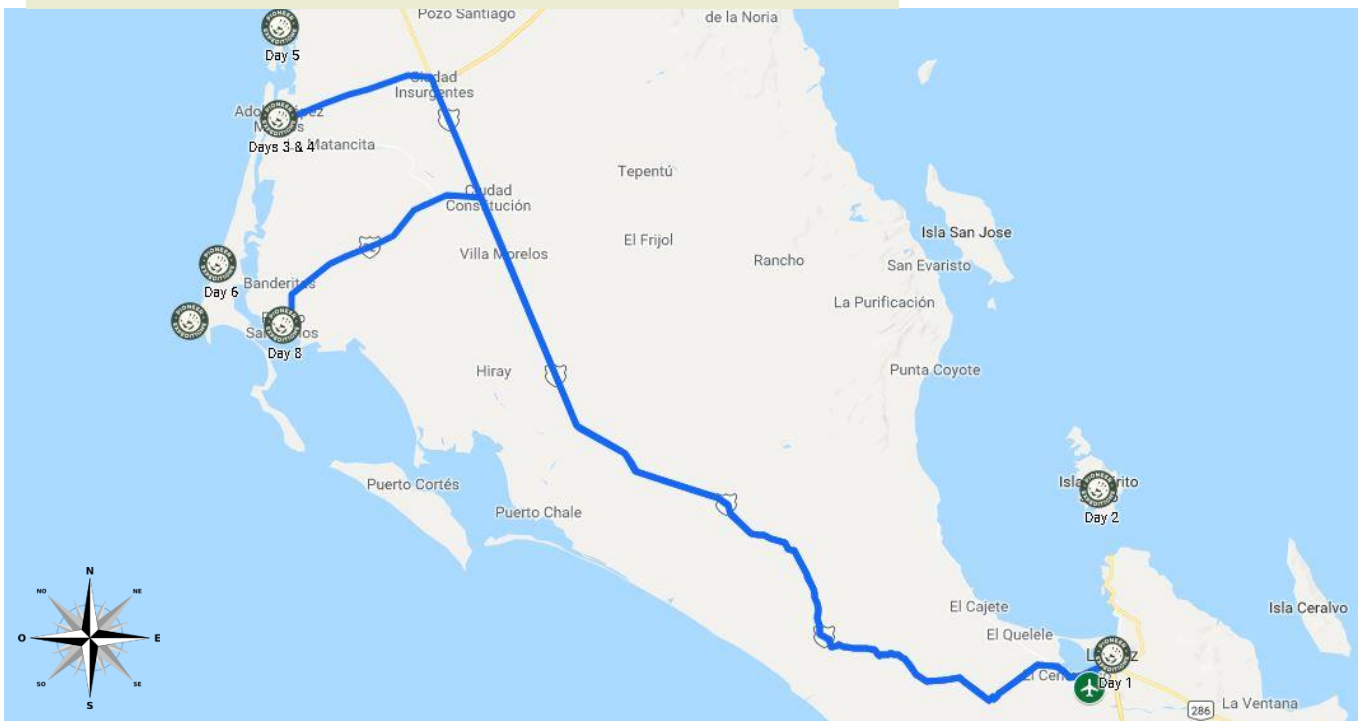 Pozo Santiago
de la Noria
Day 5
Ciudad
Insurgentes
Days 3 & 4
Matancita
Tepentú
Ciudad
Constitución
Isla San Jose
El Frijol
Villa Morelos
Rancho
San Evaristo
Day 6
Banderitas
La Purificación
Day 8
Hiray
Punta Coyote
Puerto Cortés
Day 2
Puerto Chale
N
NO
NE
O
E
SO
SE
S
El Cajete
Isla Ceralvo
El Quelele
Day 1
286
La Ventana
PIONEER
EXPEDITIONS